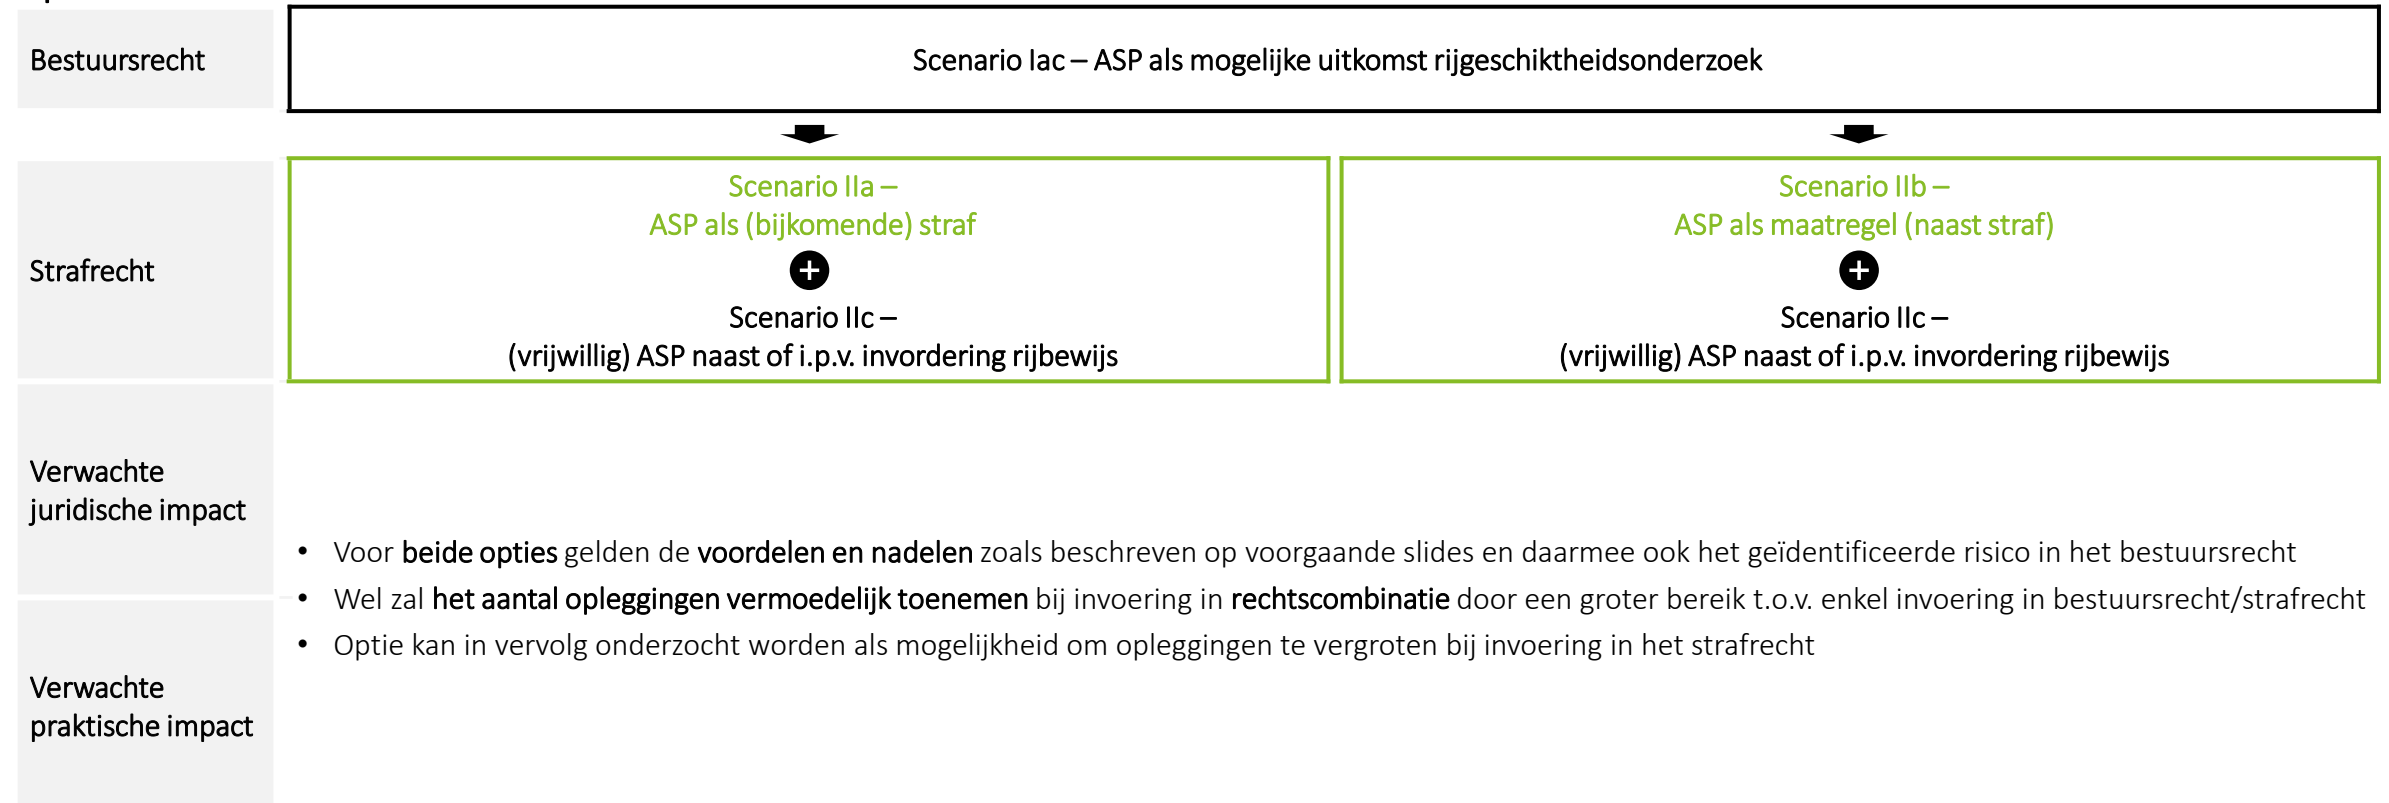 Bestuursrecht
Scenario Iac – ASP als mogelijke uitkomst rijgeschiktheidsonderzoek
Strafrecht
Scenario IIa –
ASP als (bijkomende) straf
+
Scenario IIc –
(vrijwillig) ASP naast of i.p.v. invordering rijbewijs
Scenario IIb –
ASP als maatregel (naast straf)
+
Scenario IIc –
(vrijwillig) ASP naast of i.p.v. invordering rijbewijs
Verwachte
juridische impact
Verwachte
praktische impact
• Voor beide opties gelden de voordelen en nadelen zoals beschreven op voorgaande slides en daarmee ook het geïdentificeerde risico in het bestuursrecht
• Wel zal het aantal opleggingen vermoedelijk toenemen bij invoering in rechtscombinatie door een groter bereik t.o.v. enkel invoering in bestuursrecht/strafrecht
• Optie kan in vervolg onderzocht worden als mogelijkheid om opleggingen te vergroten bij invoering in het strafrecht